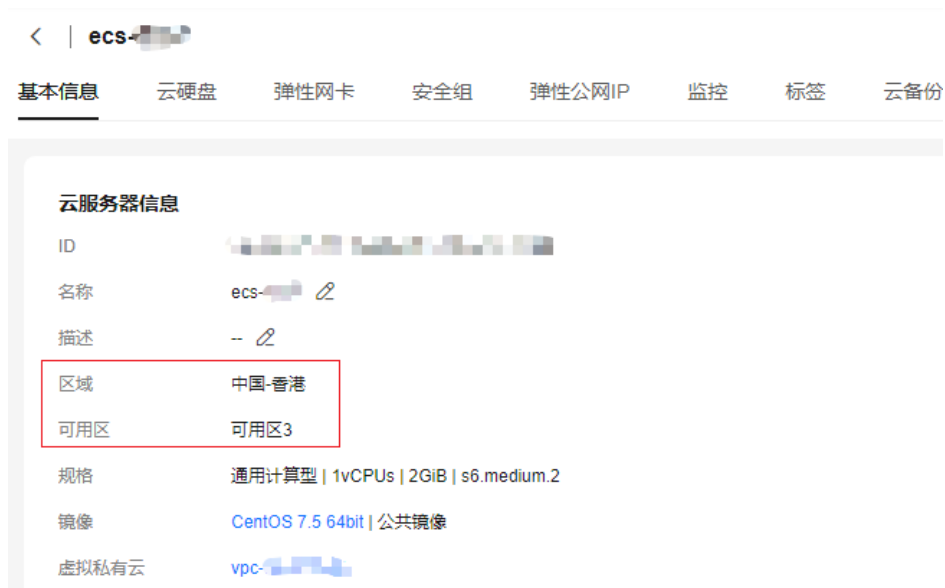 ecs-
基本信息 云硬盘 弹性网卡 安全组 弹性公网IP 监控 标签 云备份
云服务器信息
ID
名称 ecs-
描述 --
区域 中国-香港
可用区 可用区3
规格 通用计算型 | 1vCPUs | 2GiB | s6.medium.2
镜像 CentOS 7.5 64bit | 公共镜像
虚拟私有云 vpc-